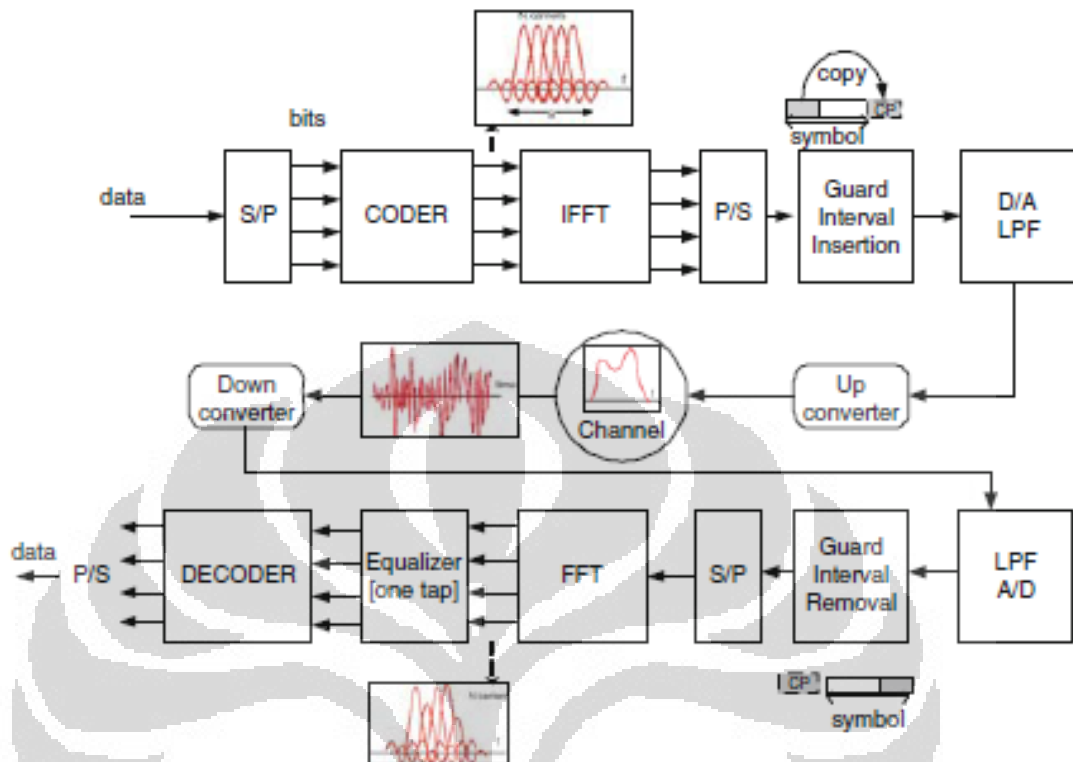 N carriers
f
copy
CP
symbol
bits
data
S/P
CODER
IFFT
P/S
Guard
Interval
Insertion
D/A
LPF
Down
converter
Channel
Up
converter
data
P/S
DECODER
Equalizer
[one tap]
FFT
S/P
Guard
Interval
Removal
LPF
A/D
CP
symbol